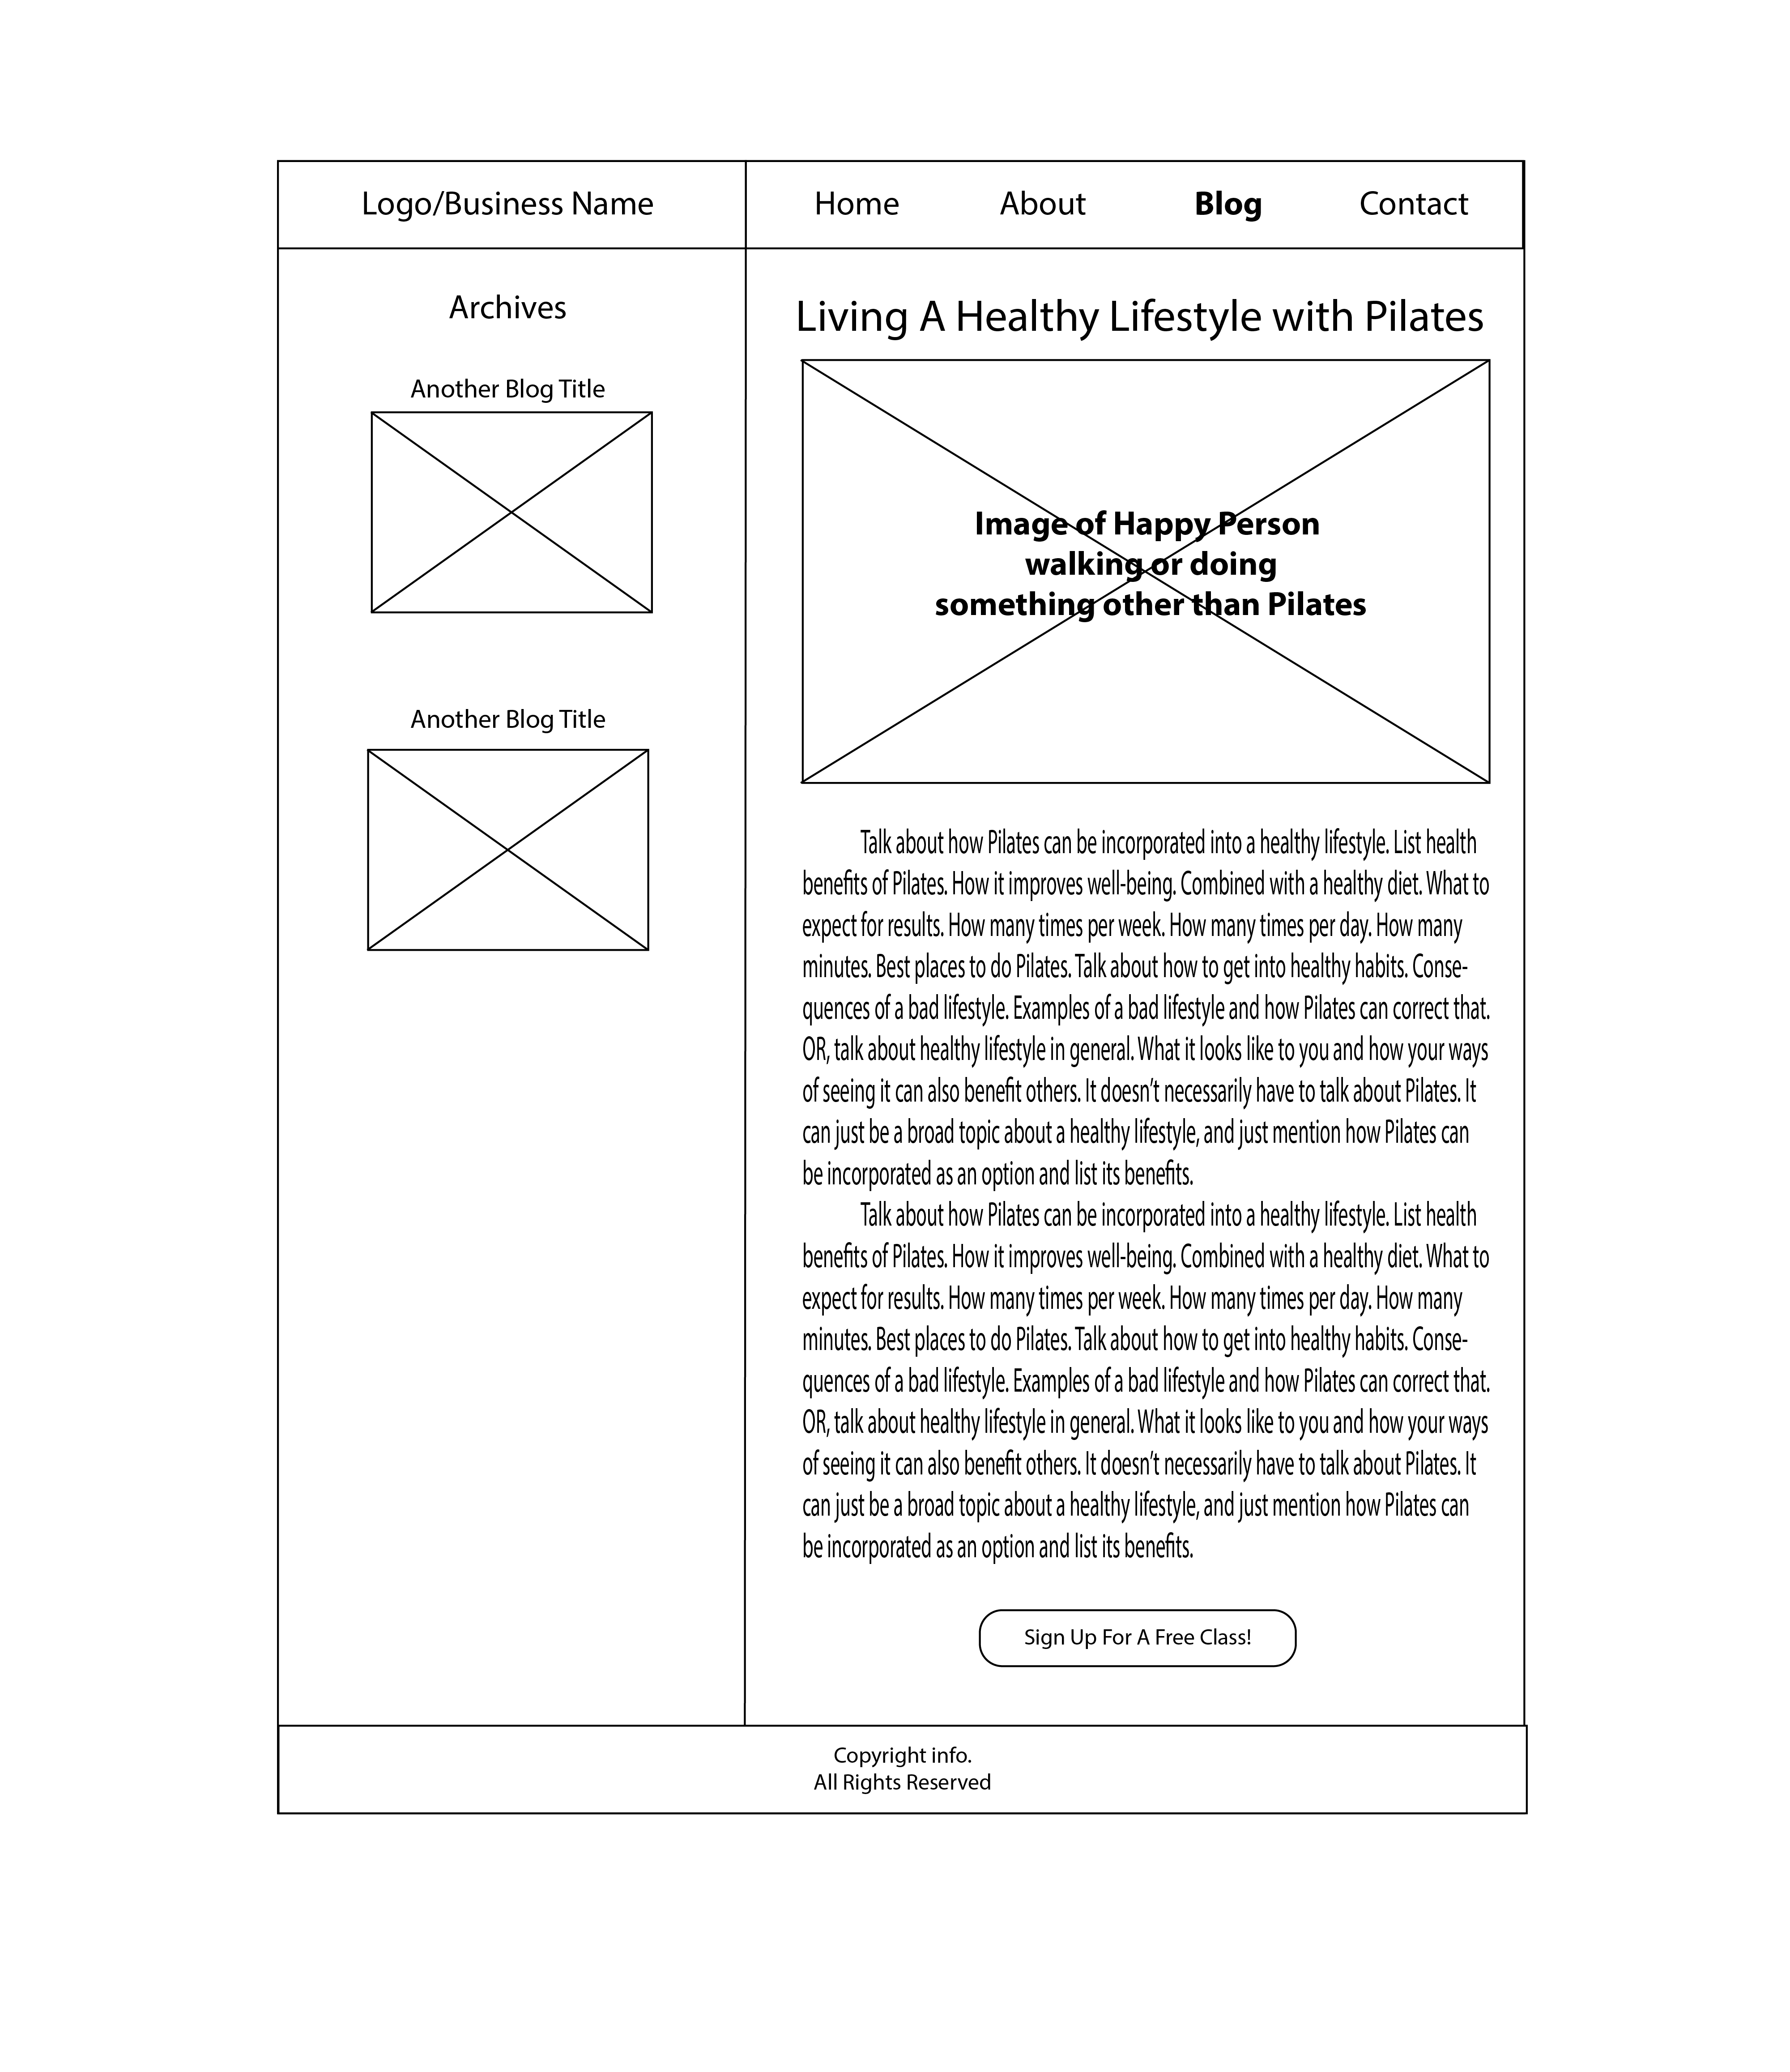 Logo/Business Name
Home About Blog Contact
Archives
Another Blog Title
Another Blog Title
Living A Healthy Lifestyle with Pilates
Image of Happy Person
walking or doing
something other than Pilates
Talk about how Pilates can be incorporated into a healthy lifestyle. List health
benefits of Pilates. How it improves well-being. Combined with a healthy diet. What to
expect for results. How many times per week. How many times per day. How many
minutes. Best places to do Pilates. Talk about how to get into healthy habits. Conse-
quences of a bad lifestyle. Examples of a bad lifestyle and how Pilates can correct that.
OR, talk about healthy lifestyle in general. What it looks like to you and how your ways
of seeing it can also benefit others. It doesn’t necessarily have to talk about Pilates. It
can just be a broad topic about a healthy lifestyle, and just mention how Pilates can
be incorporated as an option and list its benefits.
Talk about how Pilates can be incorporated into a healthy lifestyle. List health
benefits of Pilates. How it improves well-being. Combined with a healthy diet. What to
expect for results. How many times per week. How many times per day. How many
minutes. Best places to do Pilates. Talk about how to get into healthy habits. Conse-
quences of a bad lifestyle. Examples of a bad lifestyle and how Pilates can correct that.
OR, talk about healthy lifestyle in general. What it looks like to you and how your ways
of seeing it can also benefit others. It doesn’t necessarily have to talk about Pilates. It
can just be a broad topic about a healthy lifestyle, and just mention how Pilates can
be incorporated as an option and list its benefits.
Sign Up For A Free Class!
Copyright info.
All Rights Reserved